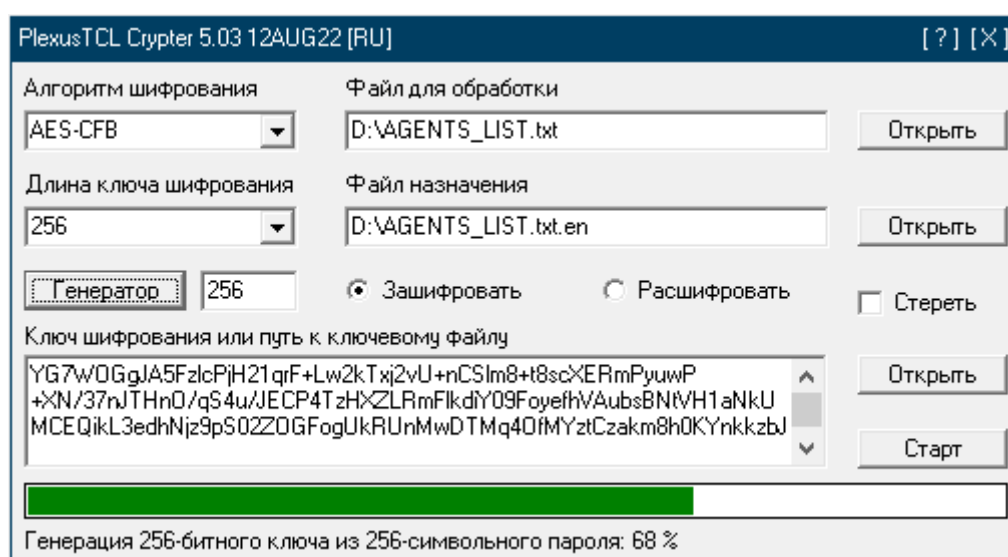 PlexusTCL Crypter 5.03 12AUG22 [RU] [ ? ] [ X ]
Алгоритм шифрования Файл для обработки
AES-CFB D:\AGENTS_LIST.txt Открыть
Длина ключа шифрования Файл назначения
256 D:\AGENTS_LIST.txt.en Открыть
Генератор 256 Зашифровать Расшифровать Стереть
Ключ шифрования или путь к ключевому файлу
YG7WOGgJA5FzlcPjH21qrF+Lw2kTxj2vU+nCSlm8+t8scXERmPyuwP
+XN/37nJTHnO/qS4u/JECP4TzHXZLRmFlkdiY09FoyefhVAubsBNtVH1aNkU
MCEQikL3edhNjz9pS02ZOGFogUkRUnMwDTMq4OfMYztCzakm8h0KYnkkzbJ
Открыть
Старт
Генерация 256-битного ключа из 256-символьного пароля: 68 %